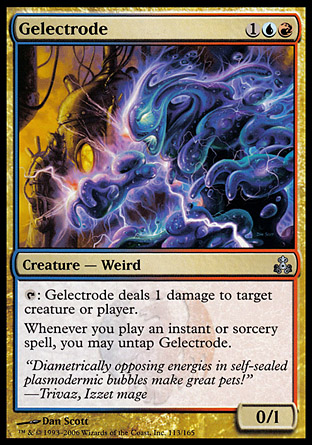 Gelectrode 1
Creature — Weird
: Gelectrode deals 1 damage to target
creature or player.
Whenever you play an instant or sorcery
spell, you may untap Gelectrode.
"Diametrically opposing energies in self-sealed
plasmodermic bubbles make great pets!"
—Trivaz, Izzet mage
Dan Scott
0/1
™ & © 1993–2006 Wizards of the Coast, Inc. 113/165